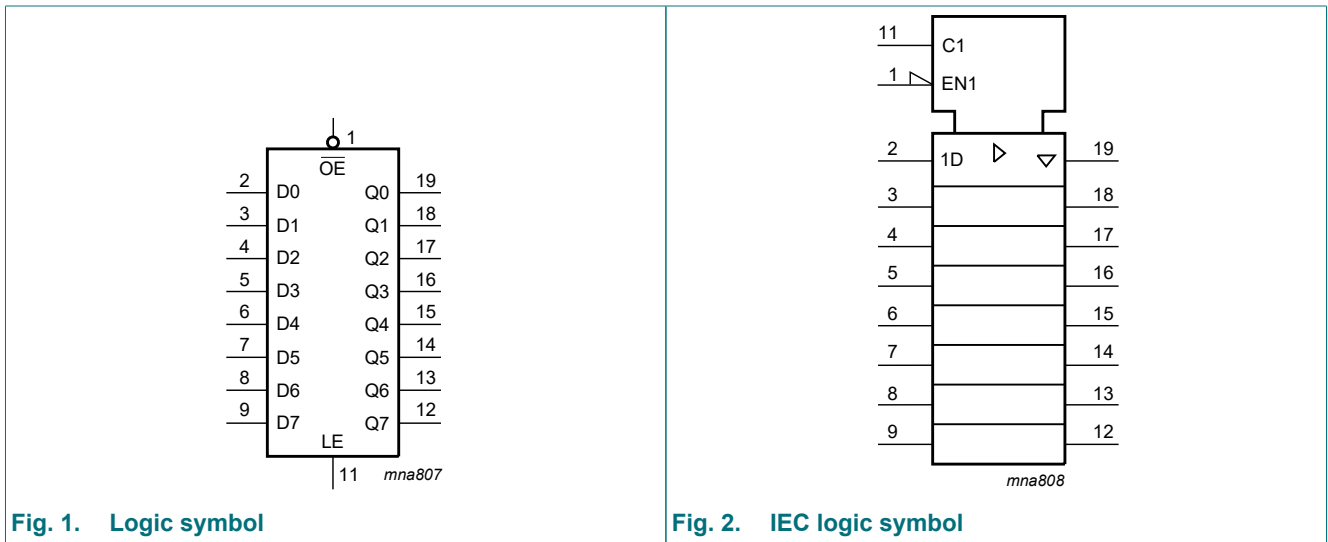 1
OE
2 D0 Q0 19
3 D1 Q1 18
4 D2 Q2 17
5 D3 Q3 16
6 D4 Q4 15
7 D5 Q5 14
8 D6 Q6 13
9 D7 Q7 12
LE
11 mna807
Fig. 1. Logic symbol
11 C1
1 EN1
2 1D 19
3 18
4 17
5 16
6 15
7 14
8 13
9 12
mna808
Fig. 2. IEC logic symbol